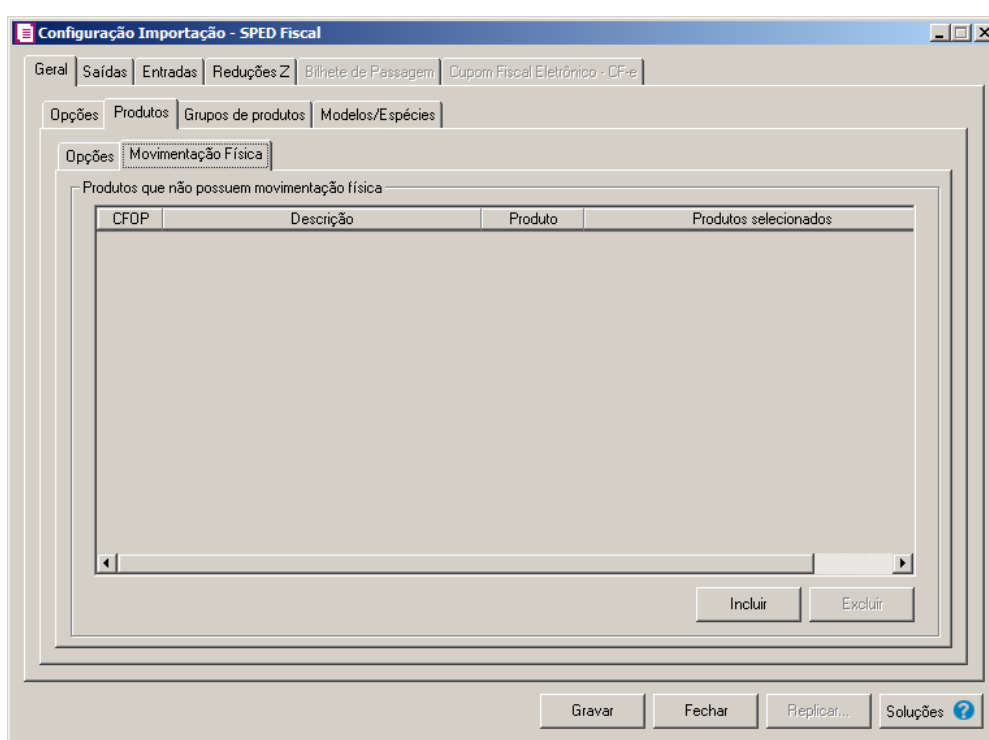 Configuração Importação - SPED Fiscal
Geral Saídas Entradas Reduções Z Bilhete de Passagem Cupom Fiscal Eletrônico - CF-e
Opções Produtos Grupos de produtos Modelos/Espécies
Opções Movimentação Física
Produtos que não possuem movimentação física
CFOP Descrição Produto Produtos selecionados
Incluir Excluir
Gravar Fechar Replicar... Soluções ?